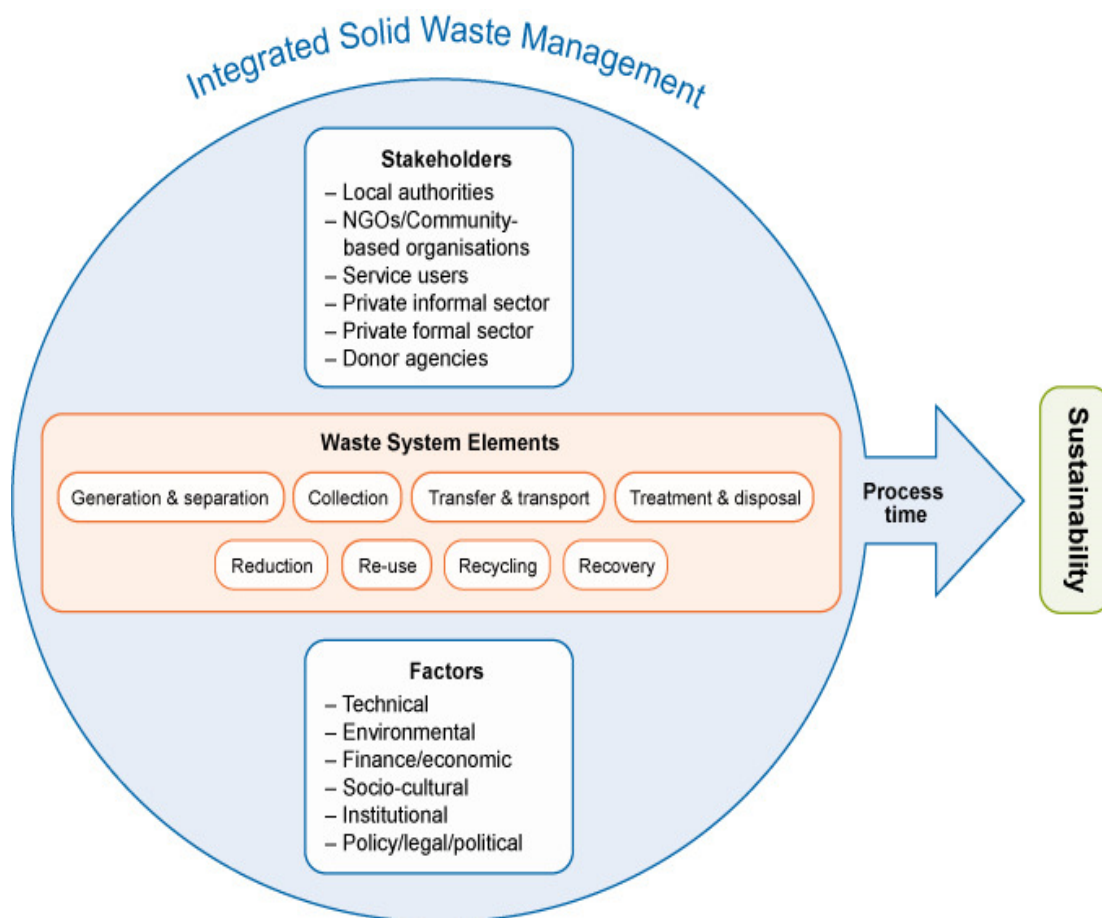 Integrated Solid Waste Management
Stakeholders
– Local authorities
– NGOs/Community-
based organisations
– Service users
– Private informal sector
– Private formal sector
– Donor agencies
Waste System Elements
Generation & separation
Collection
Transfer & transport
Treatment & disposal
Reduction
Re-use
Recycling
Recovery
Factors
– Technical
– Environmental
– Finance/economic
– Socio-cultural
– Institutional
– Policy/legal/political
Process
time
Sustainability